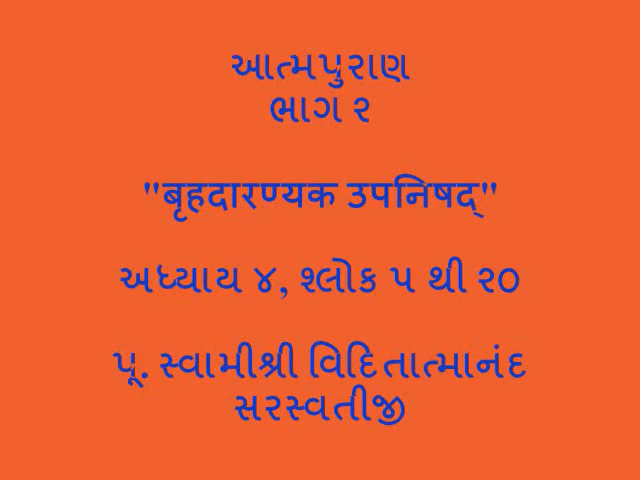 આત્મપુરાણ
ભાગ ૨
"बृहदारण्यक उपनिषद्"
અધ્યાય ૪, શ્લોક ૫ થી ૨૦
પૂ. સ્વામીશ્રી વિદિતાત્માનંદ
સરસ્વતીજી